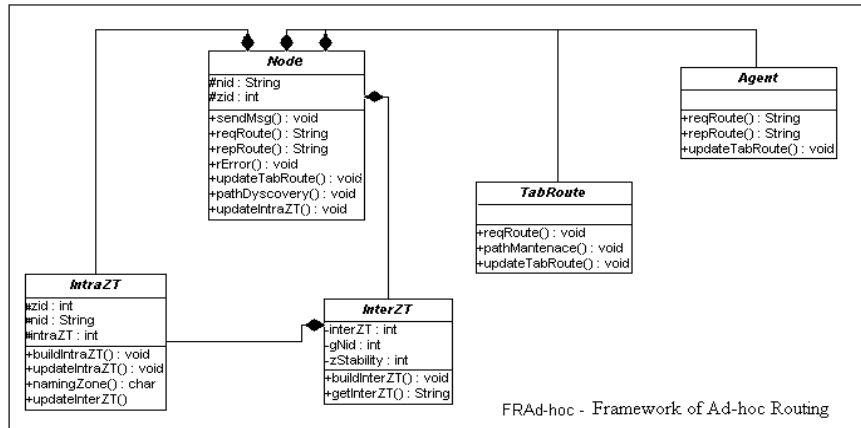 Node
#nid : String
#zid : int
+sendMsg() : void
+reqRoute() : String
+repRoute() : String
+rError() : void
+updateTabRoute() : void
+pathDyscovery() : void
+updateIntraZT() : void
Agent
+reqRoute() : String
+repRoute() : String
+updateTabRoute() : void
TabRoute
+reqRoute() : void
+pathMantenace() : void
+updateTabRoute() : void
IntraZT
#zid : int
#nid : String
#intraZT : int
+buildIntraZT() : void
+updateIntraZT() : void
+namingZone() : char
+updateInterZT()
InterZT
-interZT : int
-gNid : int
-zStability : int
+buildInterZT() : void
+getInterZT() : String
FRAd-hoc - Framework of Ad-hoc Routing